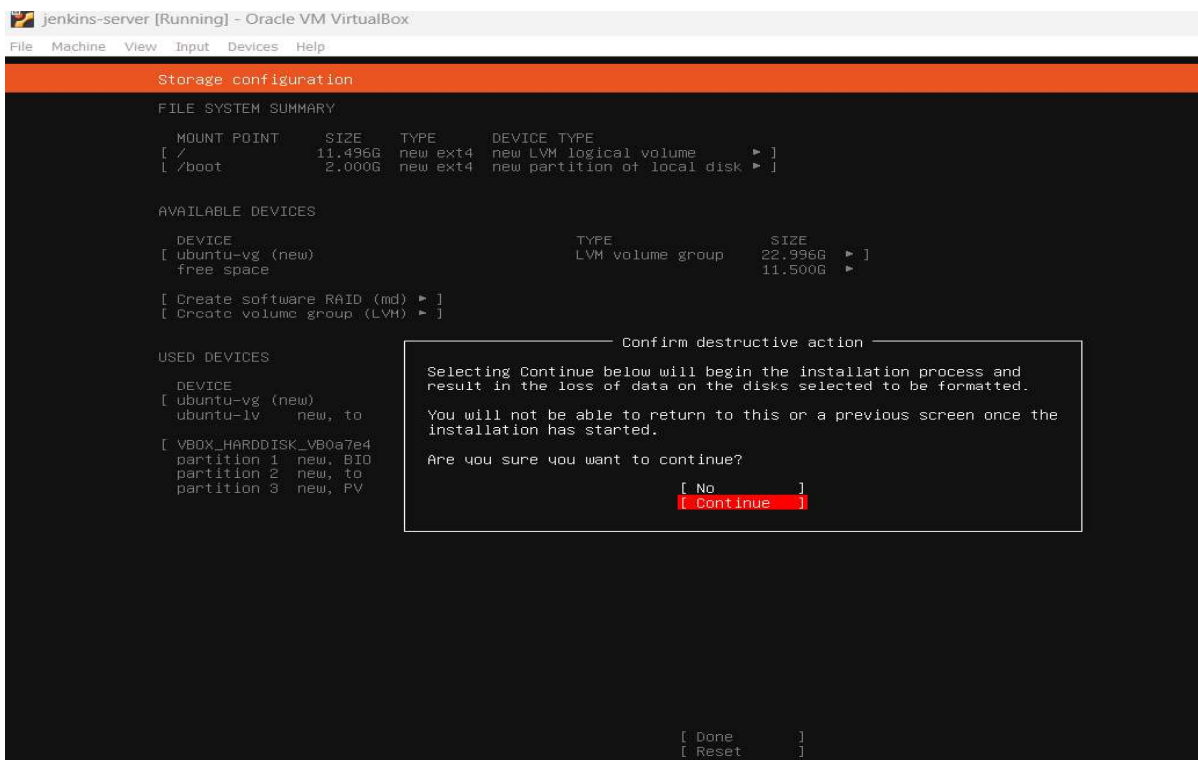 jenkins-server [Running] - Oracle VM VirtualBox
File Machine View Input Devices Help
Storage configuration
FILE SYSTEM SUMMARY
MOUNT POINT SIZE TYPE DEVICE TYPE
[ / 11.496G new ext4 new LVM logical volume ► ]
[ /boot 2.000G new ext4 new partition of local disk ► ]
AVAILABLE DEVICES
DEVICE TYPE SIZE
[ ubuntu-vg (new) LVM volume group 22.996G ► ]
free space 11.500G ►
[ Create software RAID (md) ► ]
[ Create volume group (LVM) ► ]
USED DEVICES
DEVICE
[ ubuntu-vg (new)
ubuntu-lv new, to
[ VBOX_HARDDISK_VB0a7e4
partition 1 new, BIO
partition 2 new, to
partition 3 new, PV
Confirm destructive action
Selecting Continue below will begin the installation process and
result in the loss of data on the disks selected to be formatted.
You will not be able to return to this or a previous screen once the
installation has started.
Are you sure you want to continue?
[ No ]
[ Continue ]
[ Done ]
[ Reset ]